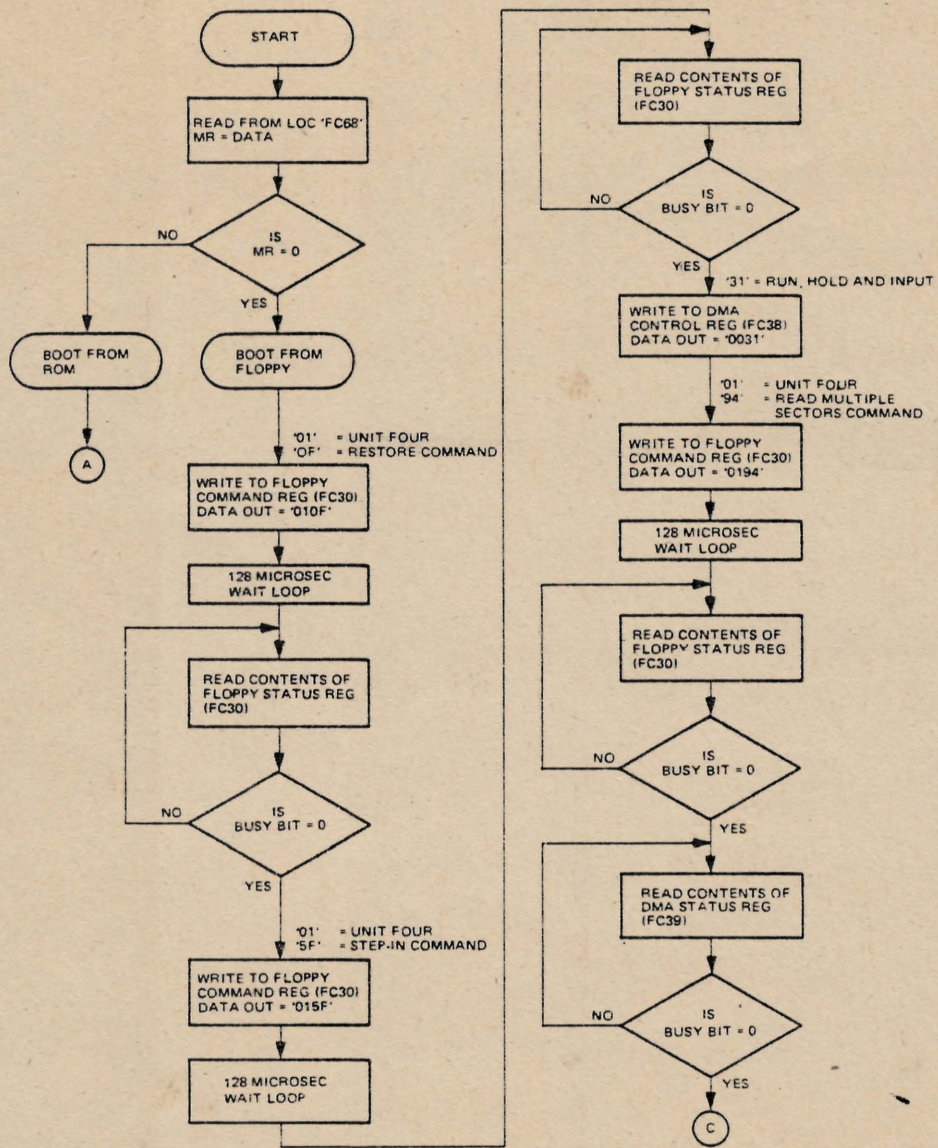 START
READ FROM LOC 'FC68'
MR = DATA
IS
MR = 0
NO
YES
BOOT FROM
ROM
BOOT FROM
FLOPPY
A
'01' = UNIT FOUR
'0F' = RESTORE COMMAND
WRITE TO FLOPPY
COMMAND REG (FC30)
DATA OUT = '010F'
128 MICROSEC
WAIT LOOP
READ CONTENTS OF
FLOPPY STATUS REG
(FC30)
IS
BUSY BIT = 0
NO
YES
'01' = UNIT FOUR
'5F' = STEP-IN COMMAND
WRITE TO FLOPPY
COMMAND REG (FC30)
DATA OUT = '015F'
128 MICROSEC
WAIT LOOP
READ CONTENTS OF
FLOPPY STATUS REG
(FC30)
IS
BUSY BIT = 0
NO
YES
'31' = RUN, HOLD AND INPUT
WRITE TO DMA
CONTROL REG (FC38)
DATA OUT = '0031'
'01' = UNIT FOUR
'94' = READ MULTIPLE
SECTORS COMMAND
WRITE TO FLOPPY
COMMAND REG (FC30)
DATA OUT = '0194'
128 MICROSEC
WAIT LOOP
READ CONTENTS OF
FLOPPY STATUS REG
(FC30)
IS
BUSY BIT = 0
NO
YES
READ CONTENTS OF
DMA STATUS REG
(FC39)
IS
BUSY BIT = 0
NO
YES
C